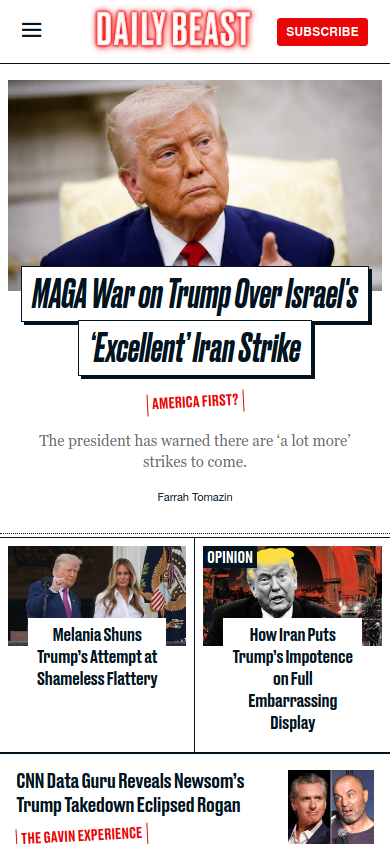 DAILY BEAST
SUBSCRIBE
MAGA War on Trump Over Israel's
‘Excellent’ Iran Strike
AMERICA FIRST?
The president has warned there are ‘a lot more’
strikes to come.
Farrah Tomazin
Melania Shuns
Trump’s Attempt at
Shameless Flattery
OPINION
How Iran Puts
Trump’s Impotence
on Full
Embarrassing
Display
CNN Data Guru Reveals Newsom’s
Trump Takedown Eclipsed Rogan
THE GAVIN EXPERIENCE